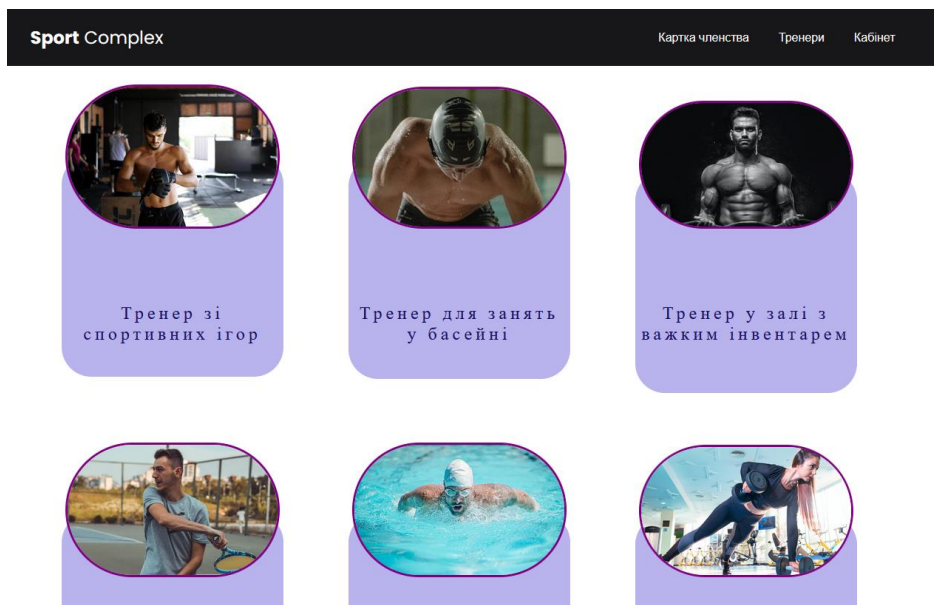 Sport Complex
Картка членства
Тренери
Кабінет
Тренер зі
спортивних ігор
Тренер для занять
у басейні
Тренер у залі з
важким інвентарем